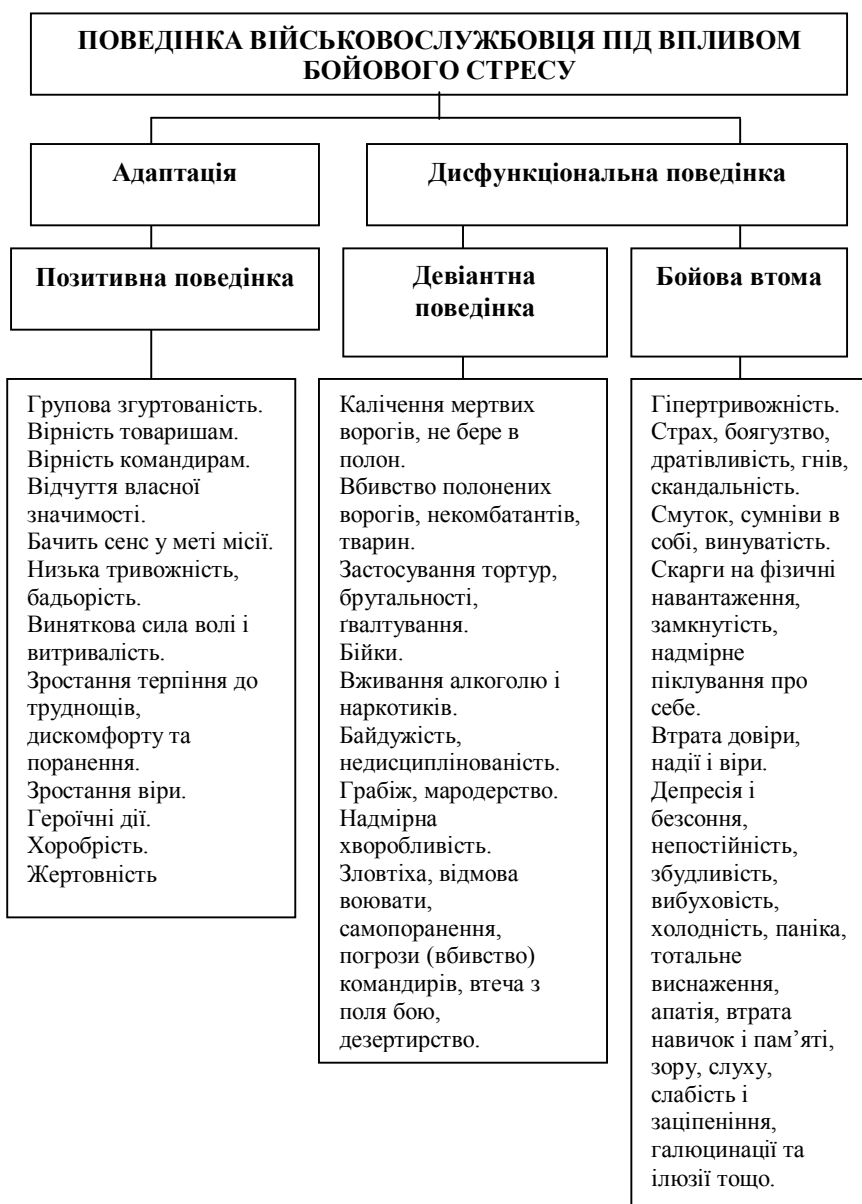 ПОВЕДІНКА ВІЙСЬКОВОСЛУЖБОВЦЯ ПІД ВПЛИВОМ
БОЙОВОГО СТРЕСУ
Адаптація
Дисфункціональна поведінка
Позитивна поведінка
Девіантна
поведінка
Бойова втома
Групова згуртованість.
Вірність товаришам.
Вірність командирам.
Відчуття власної
значимості.
Бачить сенс у меті місії.
Низька тривожність,
бадьорість.
Виняткова сила волі і
витривалість.
Зростання терпіння до
труднощів,
дискомфорту та
поранення.
Зростання віри.
Героїчні дії.
Хоробрість.
Жертовність
Калічення мертвих
ворогів, не бере в
полон.
Вбивство полонених
ворогів, некомбатантів,
тварин.
Застосування тортур,
брутальності,
ґвалтування.
Бійки.
Вживання алкоголю і
наркотиків.
Байдужість,
недисциплінованість.
Грабіж, мародерство.
Надмірна
хворобливість.
Зловтіха, відмова
воювати,
самопоранення,
погрози (вбивство)
командирів, втеча з
поля бою,
дезертирство.
Гіпертривожність.
Страх, боягузтво,
дратівливість, гнів,
скандальність.
Смуток, сумніви в
собі, винуватість.
Скарги на фізичні
навантаження,
замкнутість,
надмірне
піклування про
себе.
Втрата довіри,
надії і віри.
Депресія і
безсоння,
непостійність,
збудливість,
вибуховість,
холодність, паніка,
тотальне
виснаження,
апатія, втрата
навичок і пам’яті,
зору, слуху,
слабість і
заціпеніння,
галюцинації та
ілюзії тощо.